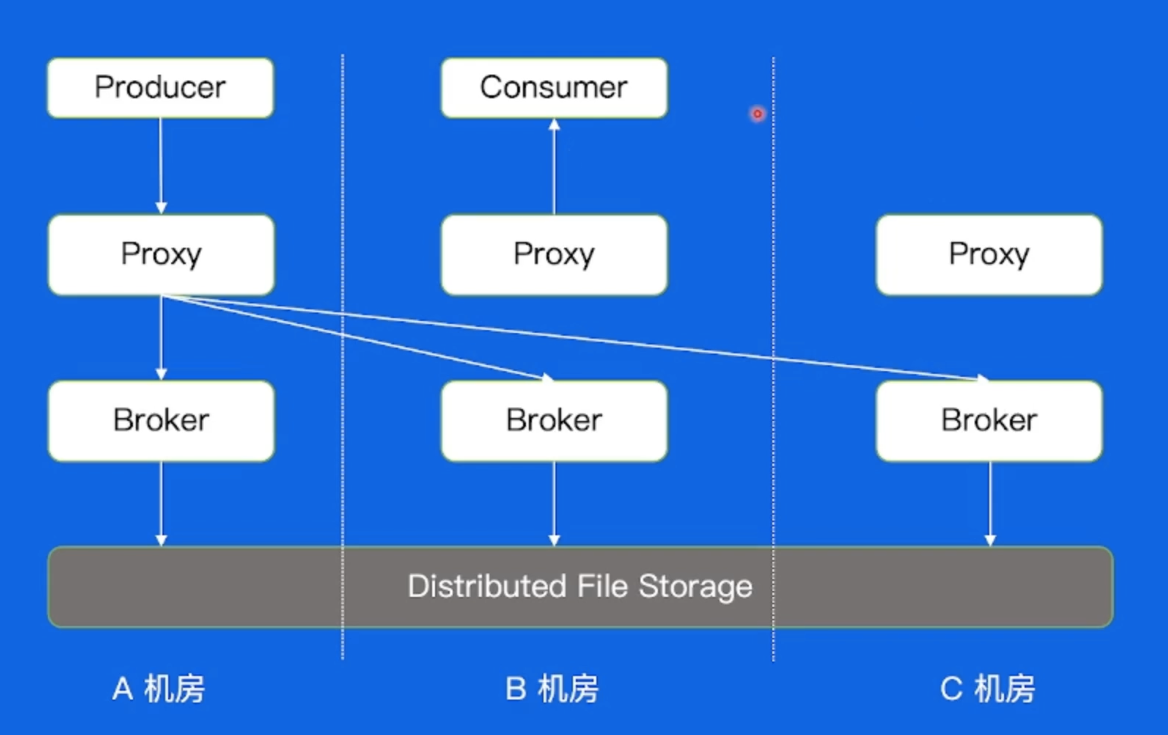 Producer
Consumer
Proxy
Proxy
Proxy
Broker
Broker
Broker
Distributed File Storage
A 机房
B 机房
C 机房